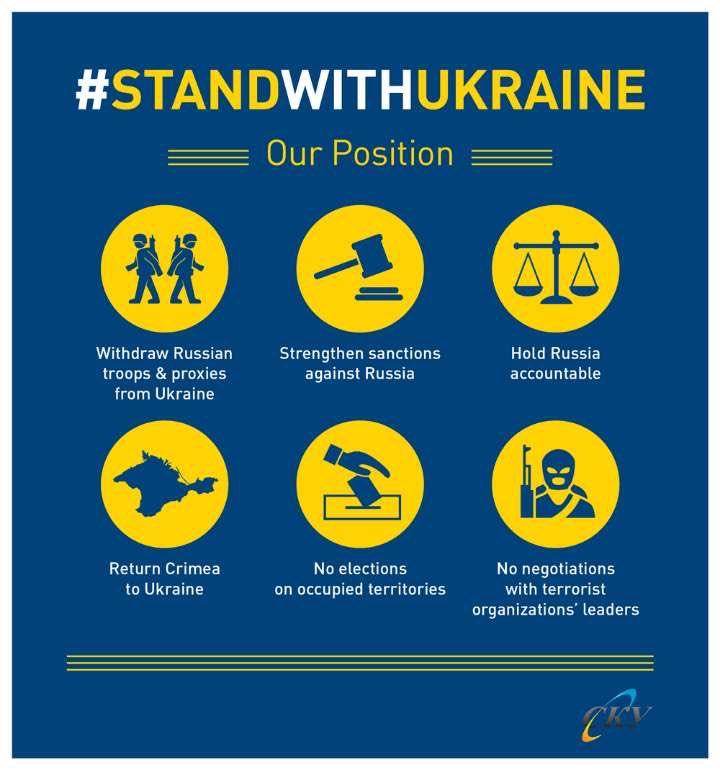 #STANDWITHUKRAINE
Our Position
Withdraw Russian
troops & proxies
from Ukraine
Strengthen sanctions
against Russia
Hold Russia
accountable
Return Crimea
to Ukraine
No elections
on occupied territories
No negotiations
with terrorist
organizations’ leaders
СКУ